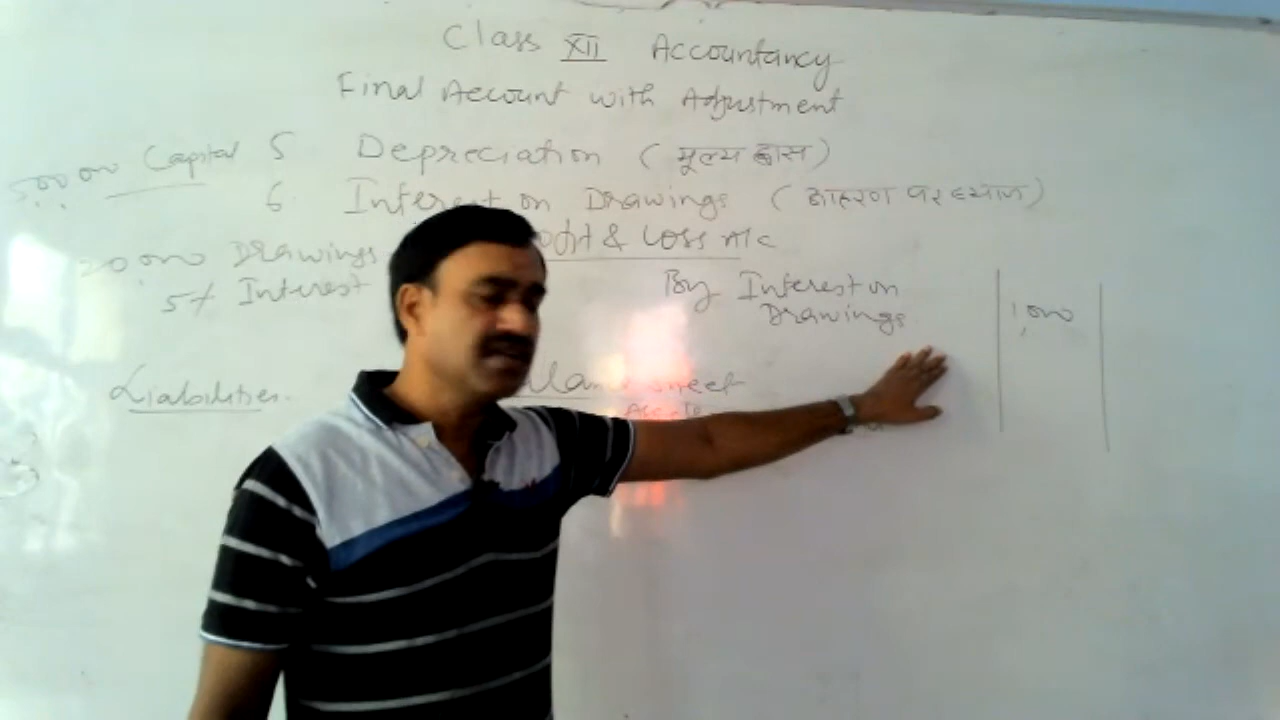 Class XII Accountancy
Final Account with Adjustment
Capital 5 Depreciation (मूल्य ह्रास)
6 Interest on Drawings (आहरण पर ब्याज)
Drawings & Loss A/c
5% Interest By Interest on
Drawings 1,000
Liabilities.
Assets